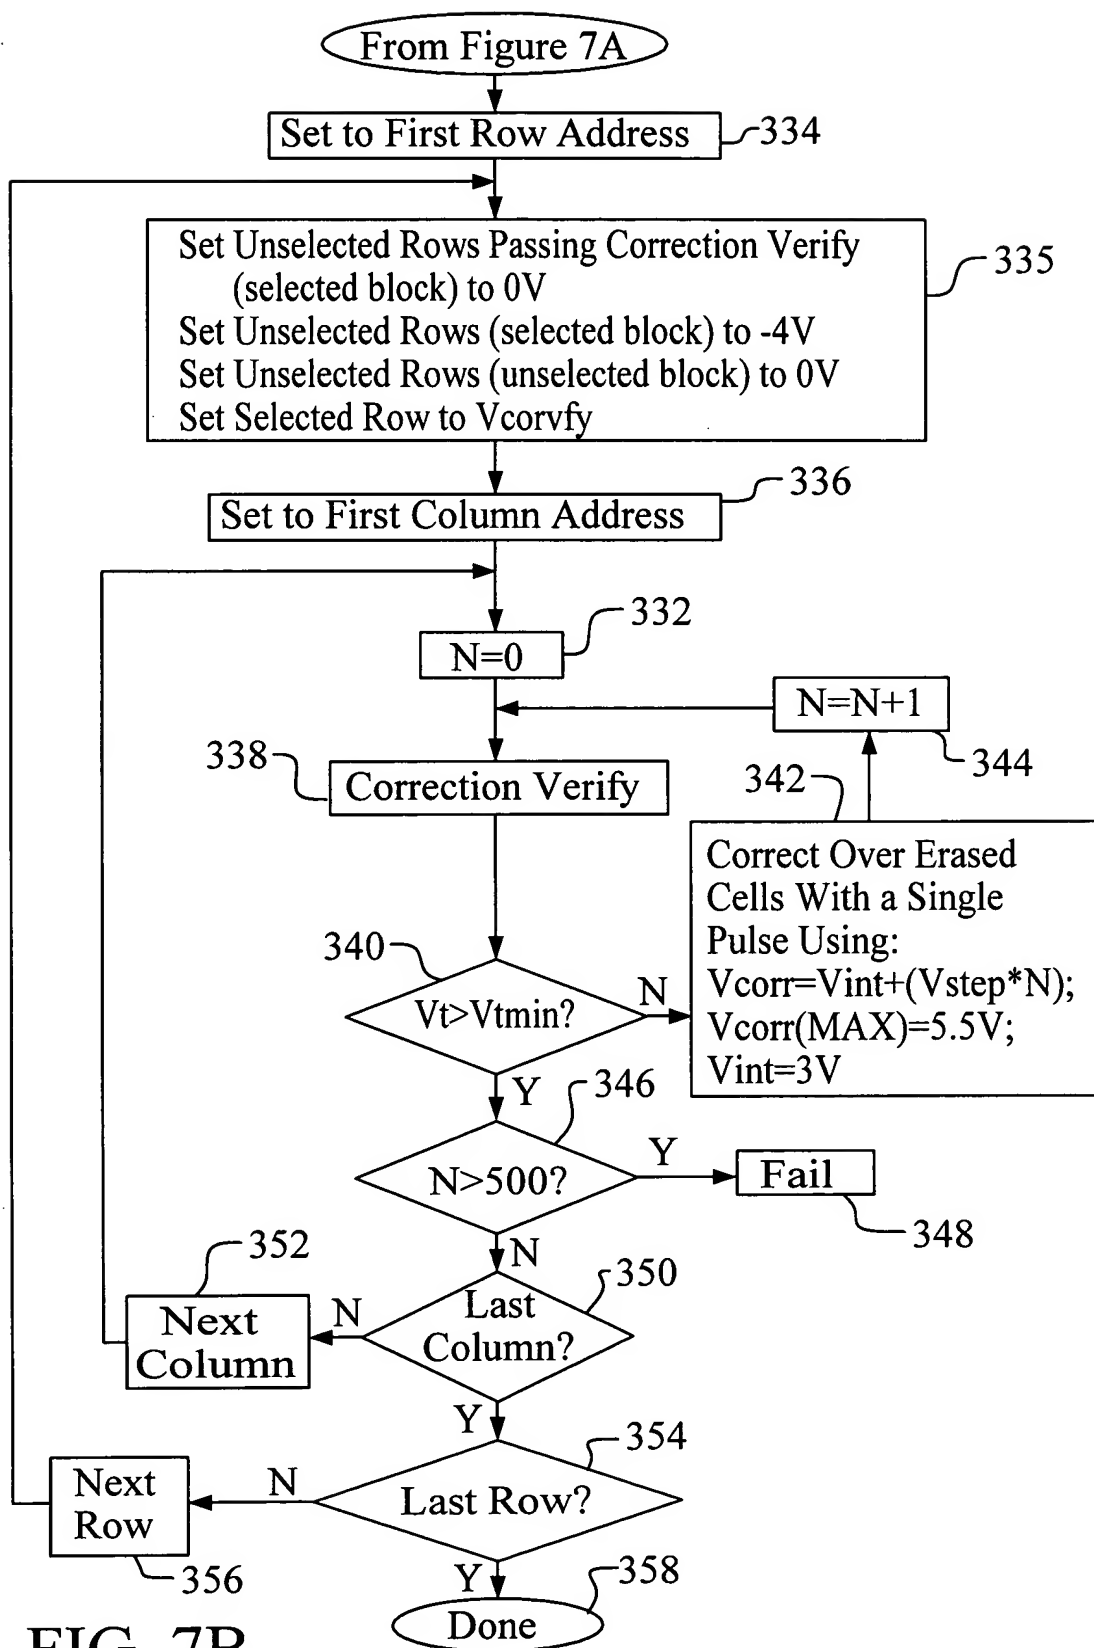 From Figure 7A
Set to First Row Address
334
Set Unselected Rows Passing Correction Verify
(selected block) to 0V
Set Unselected Rows (selected block) to -4V
Set Unselected Rows (unselected block) to 0V
Set Selected Row to Vcorvfy
335
336
Set to First Column Address
332
N=0
N=N+1
344
338
Correction Verify
342
Correct Over Erased
Cells With a Single
Pulse Using:
Vcorr=Vint+(Vstep*N);
Vcorr(MAX)=5.5V;
Vint=3V
340
Vt>Vtmin?
N
Y
346
N>500?
Y
Fail
348
N
350
352
Last
Column?
N
Next
Column
Y
354
Last Row?
N
Next
Row
356
Y
358
Done
FIG. 7B